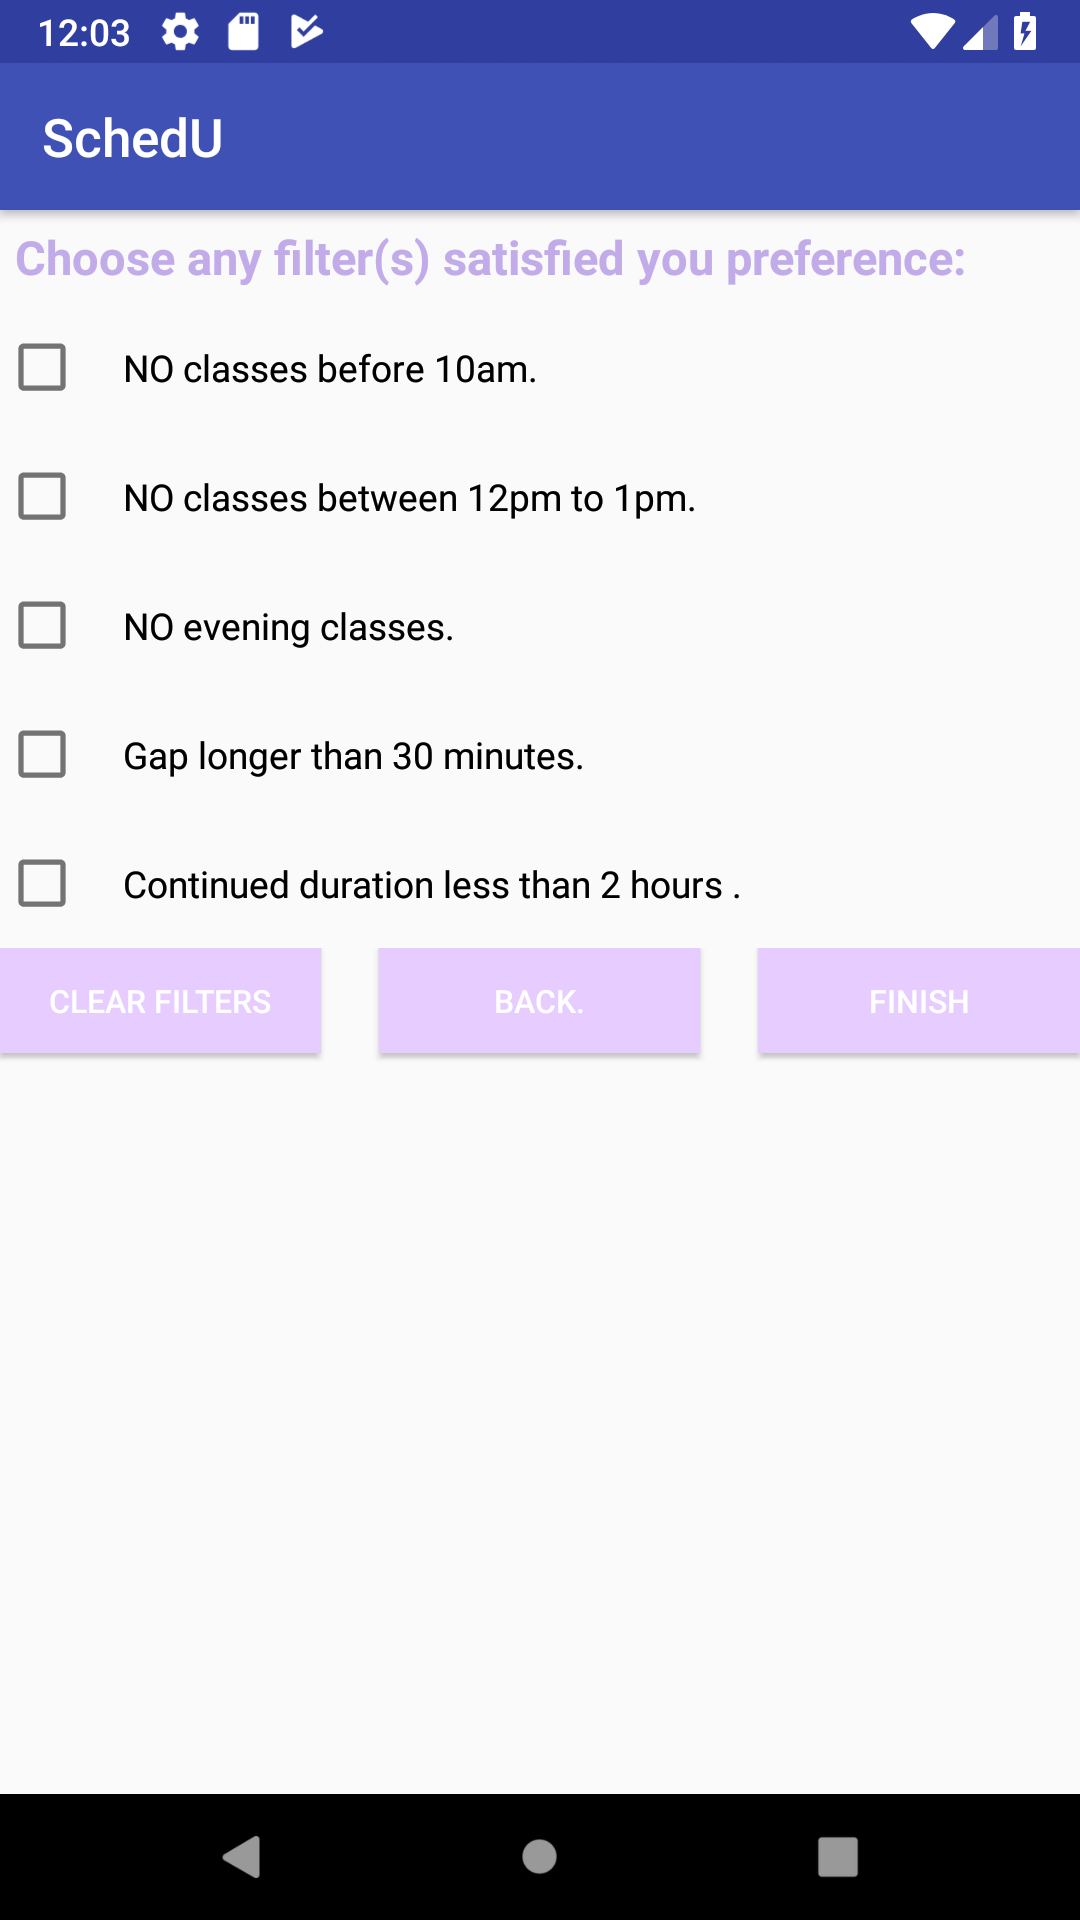 12:03
SchedU
Choose any filter(s) satisfied you preference:
NO classes before 10am.
NO classes between 12pm to 1pm.
NO evening classes.
Gap longer than 30 minutes.
Continued duration less than 2 hours .
CLEAR FILTERS BACK. FINISH